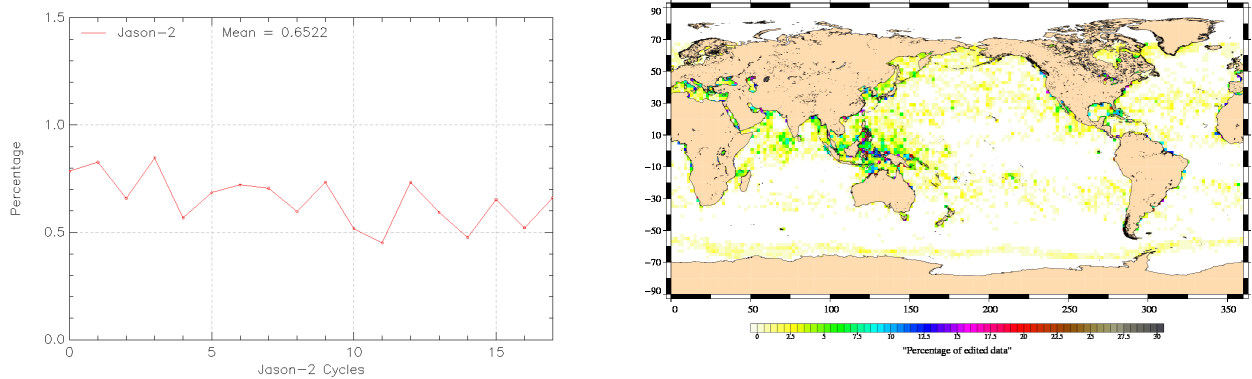 1.5
Jason-2 Mean = 0.6522
1.0
Percentage
0.5
0.0
0 5 10 15
Jason-2 Cycles
90
70
50
30
10
-10
-30
-50
-70
-90
0 50 100 150 200 250 300 350
0 2.5 5 7.5 10 12.5 15 17.5 20 22.5 25 27.5 30
"Percentage of edited data"